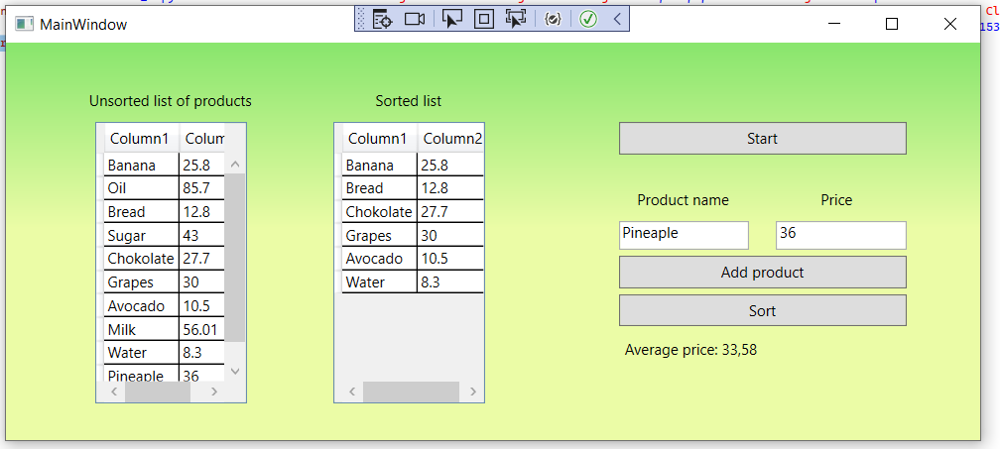 MainWindow
Unsorted list of products
Column1 Colum
Banana 25.8
Oil 85.7
Bread 12.8
Sugar 43
Chokolate 27.7
Grapes 30
Avocado 10.5
Milk 56.01
Water 8.3
Pineaple 36
Sorted list
Column1 Column2
Banana 25.8
Bread 12.8
Chokolate 27.7
Grapes 30
Avocado 10.5
Water 8.3
Start
Product name Price
Pineaple 36
Add product
Sort
Average price: 33,58
cl
153